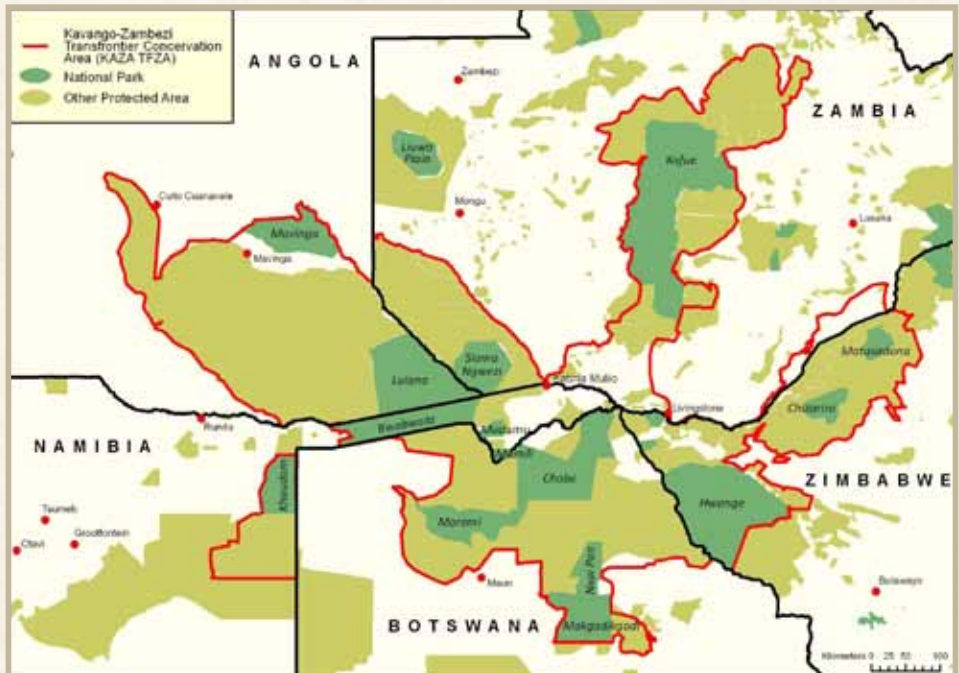 Kavango-Zambezi
Transfrontier Concervation
Area (KAZA TFZA)
National Park
Other Protected Area
ANGOLA
Zambezi
ZAMBIA
Liuwa
Plain
Kafue
Mongu
Cuito Cuanavale
Lusaka
Mavinga
Mavinga
Matusadona
Sioma
Ngwezi
Luiana
Katima Mulilo
Chizarira
Livingstone
Bwabwata
Rundu
Mudumu
Mamili
NAMIBIA
ZIMBABWE
Khaudum
Chobe
Hwange
Tsumeb
Moremi
Grootfontein
Otavi
Nxai Pan
Maun
Bulawayo
BOTSWANA
Makgadikgadi
Kilometers 0 25 50 100